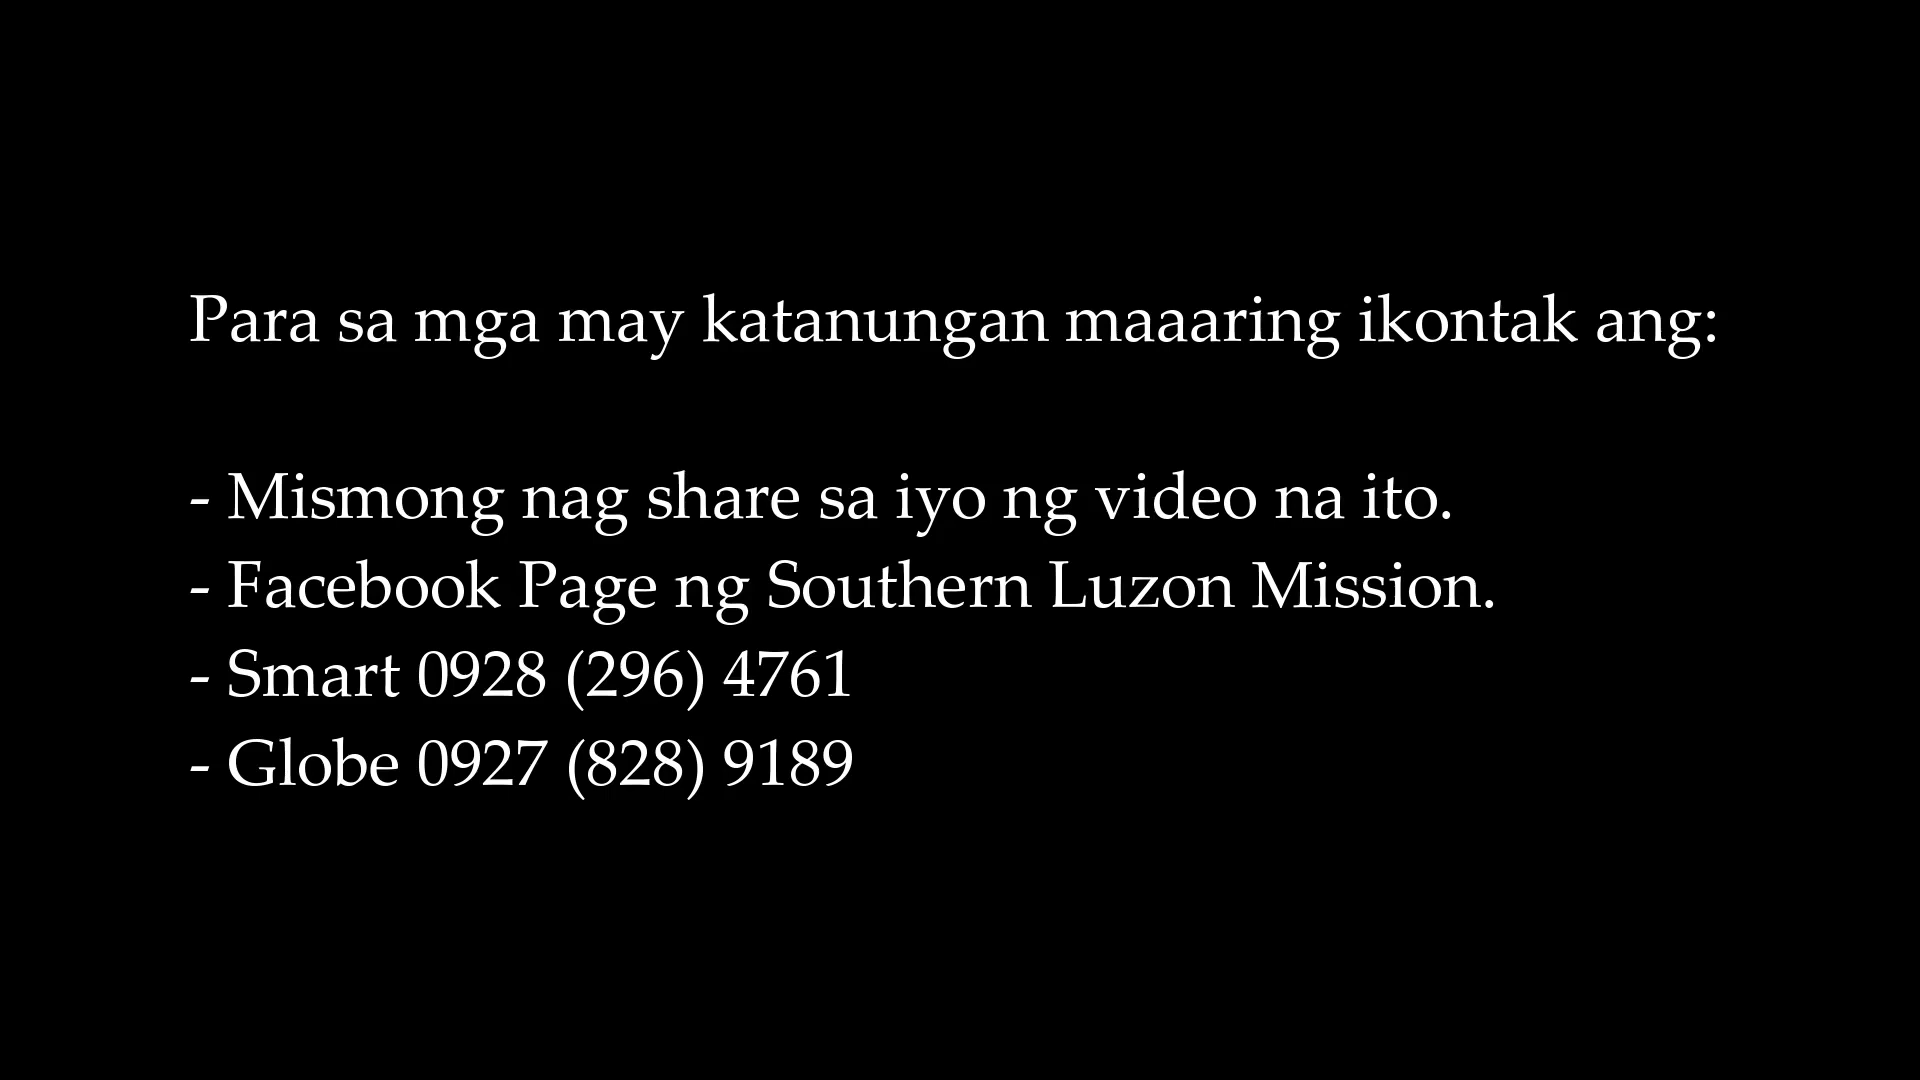 Para sa mga may katanungan maaaring ikontak ang:
- Mismong nag share sa iyo ng video na ito.
- Facebook Page ng Southern Luzon Mission.
- Smart 0928 (296) 4761
- Globe 0927 (828) 9189